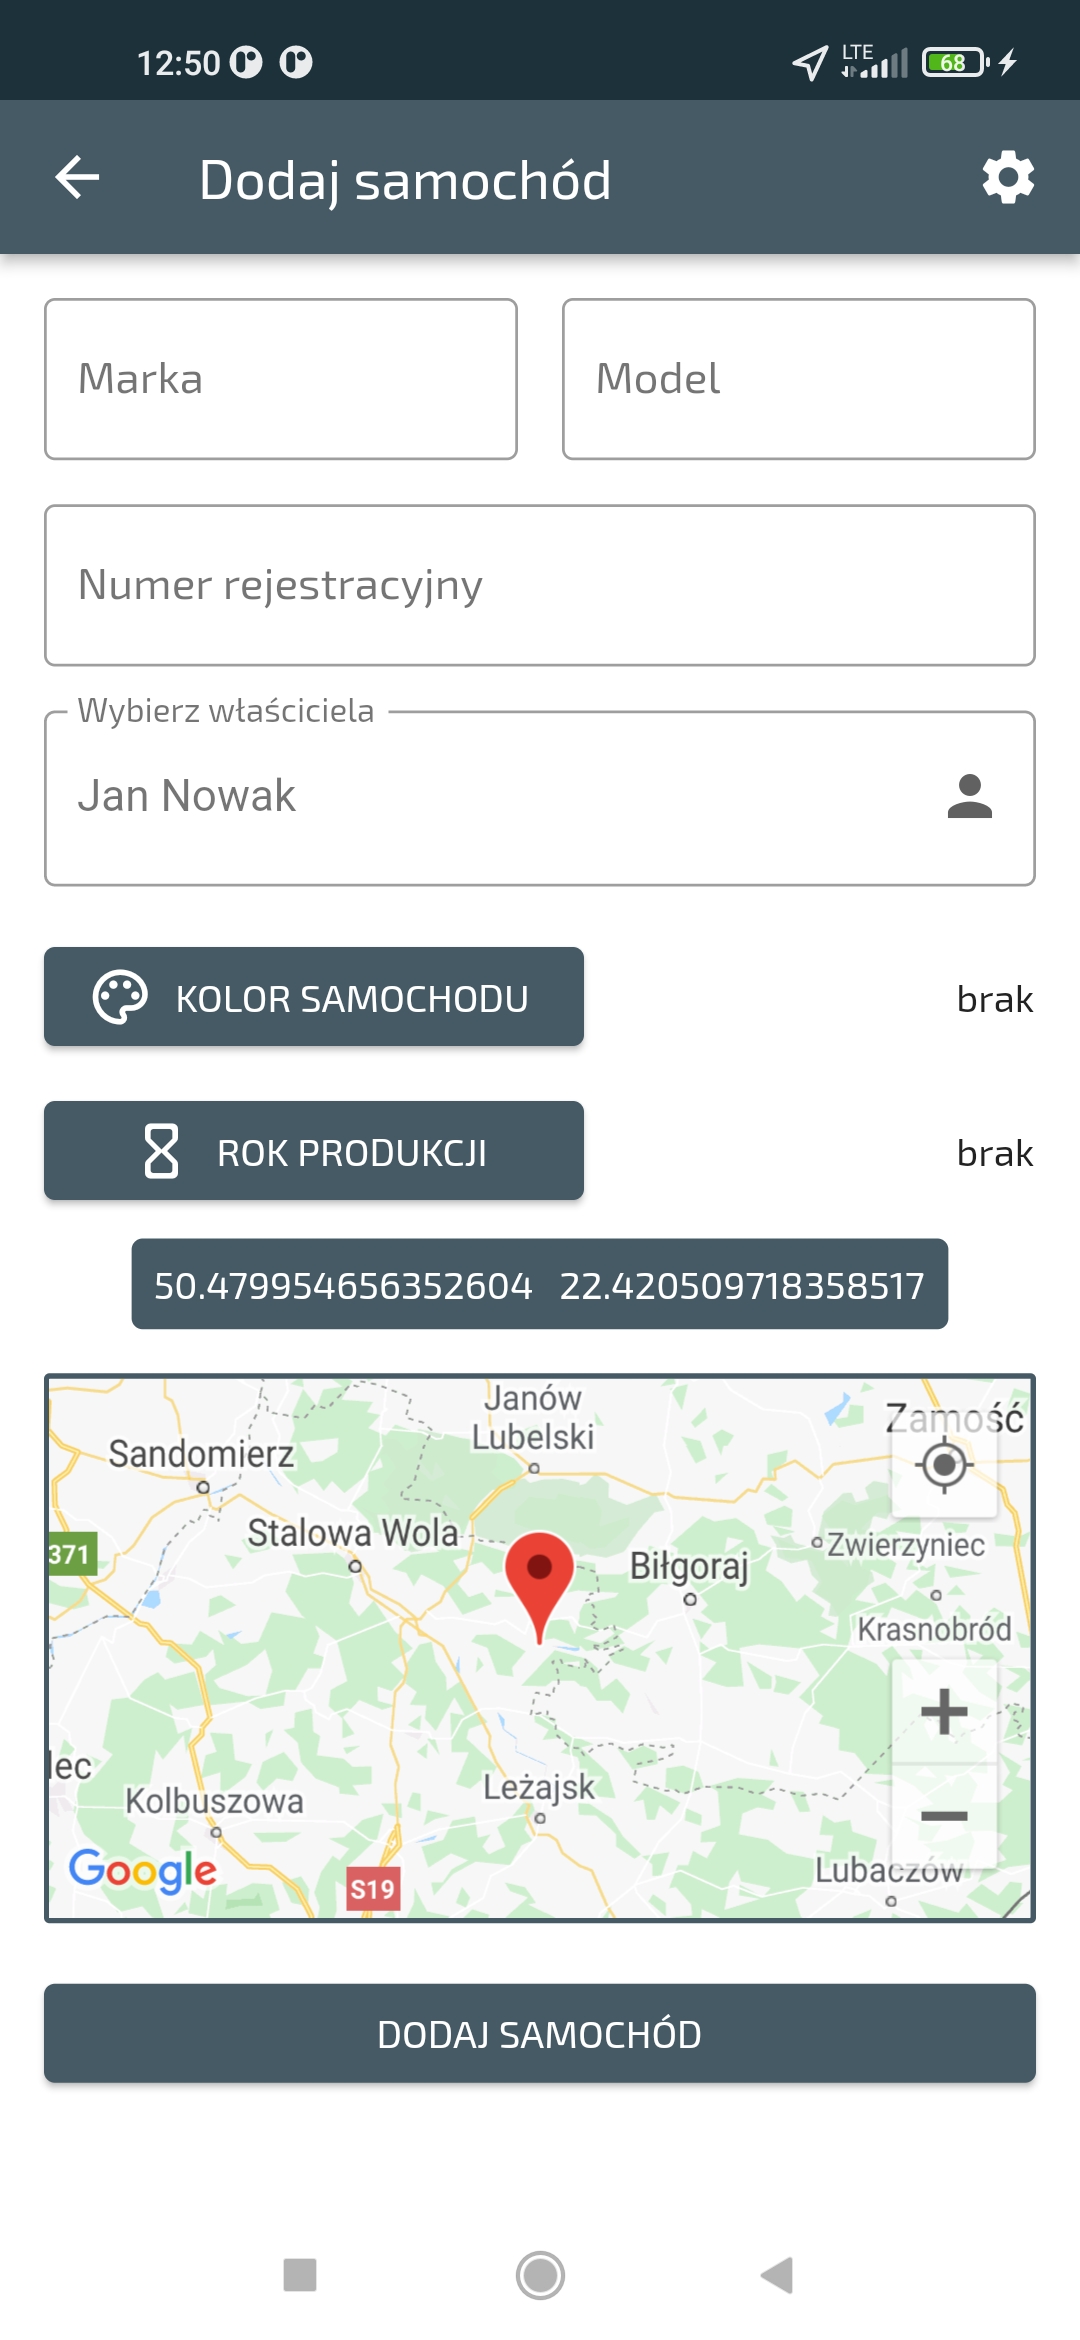 12:50
LTE
68
Dodaj samochód
Marka
Model
Numer rejestracyjny
Wybierz właściciela
Jan Nowak
KOLOR SAMOCHODU
brak
ROK PRODUKCJI
brak
50.479954656352604 22.420509718358517
Janów
Lubelski
Zamość
Sandomierz
Stalowa Wola
371
Biłgoraj
Zwierzyniec
Krasnobród
lec
Kolbuszowa
Leżajsk
Google
S19
Lubaczów
DODAJ SAMOCHÓD